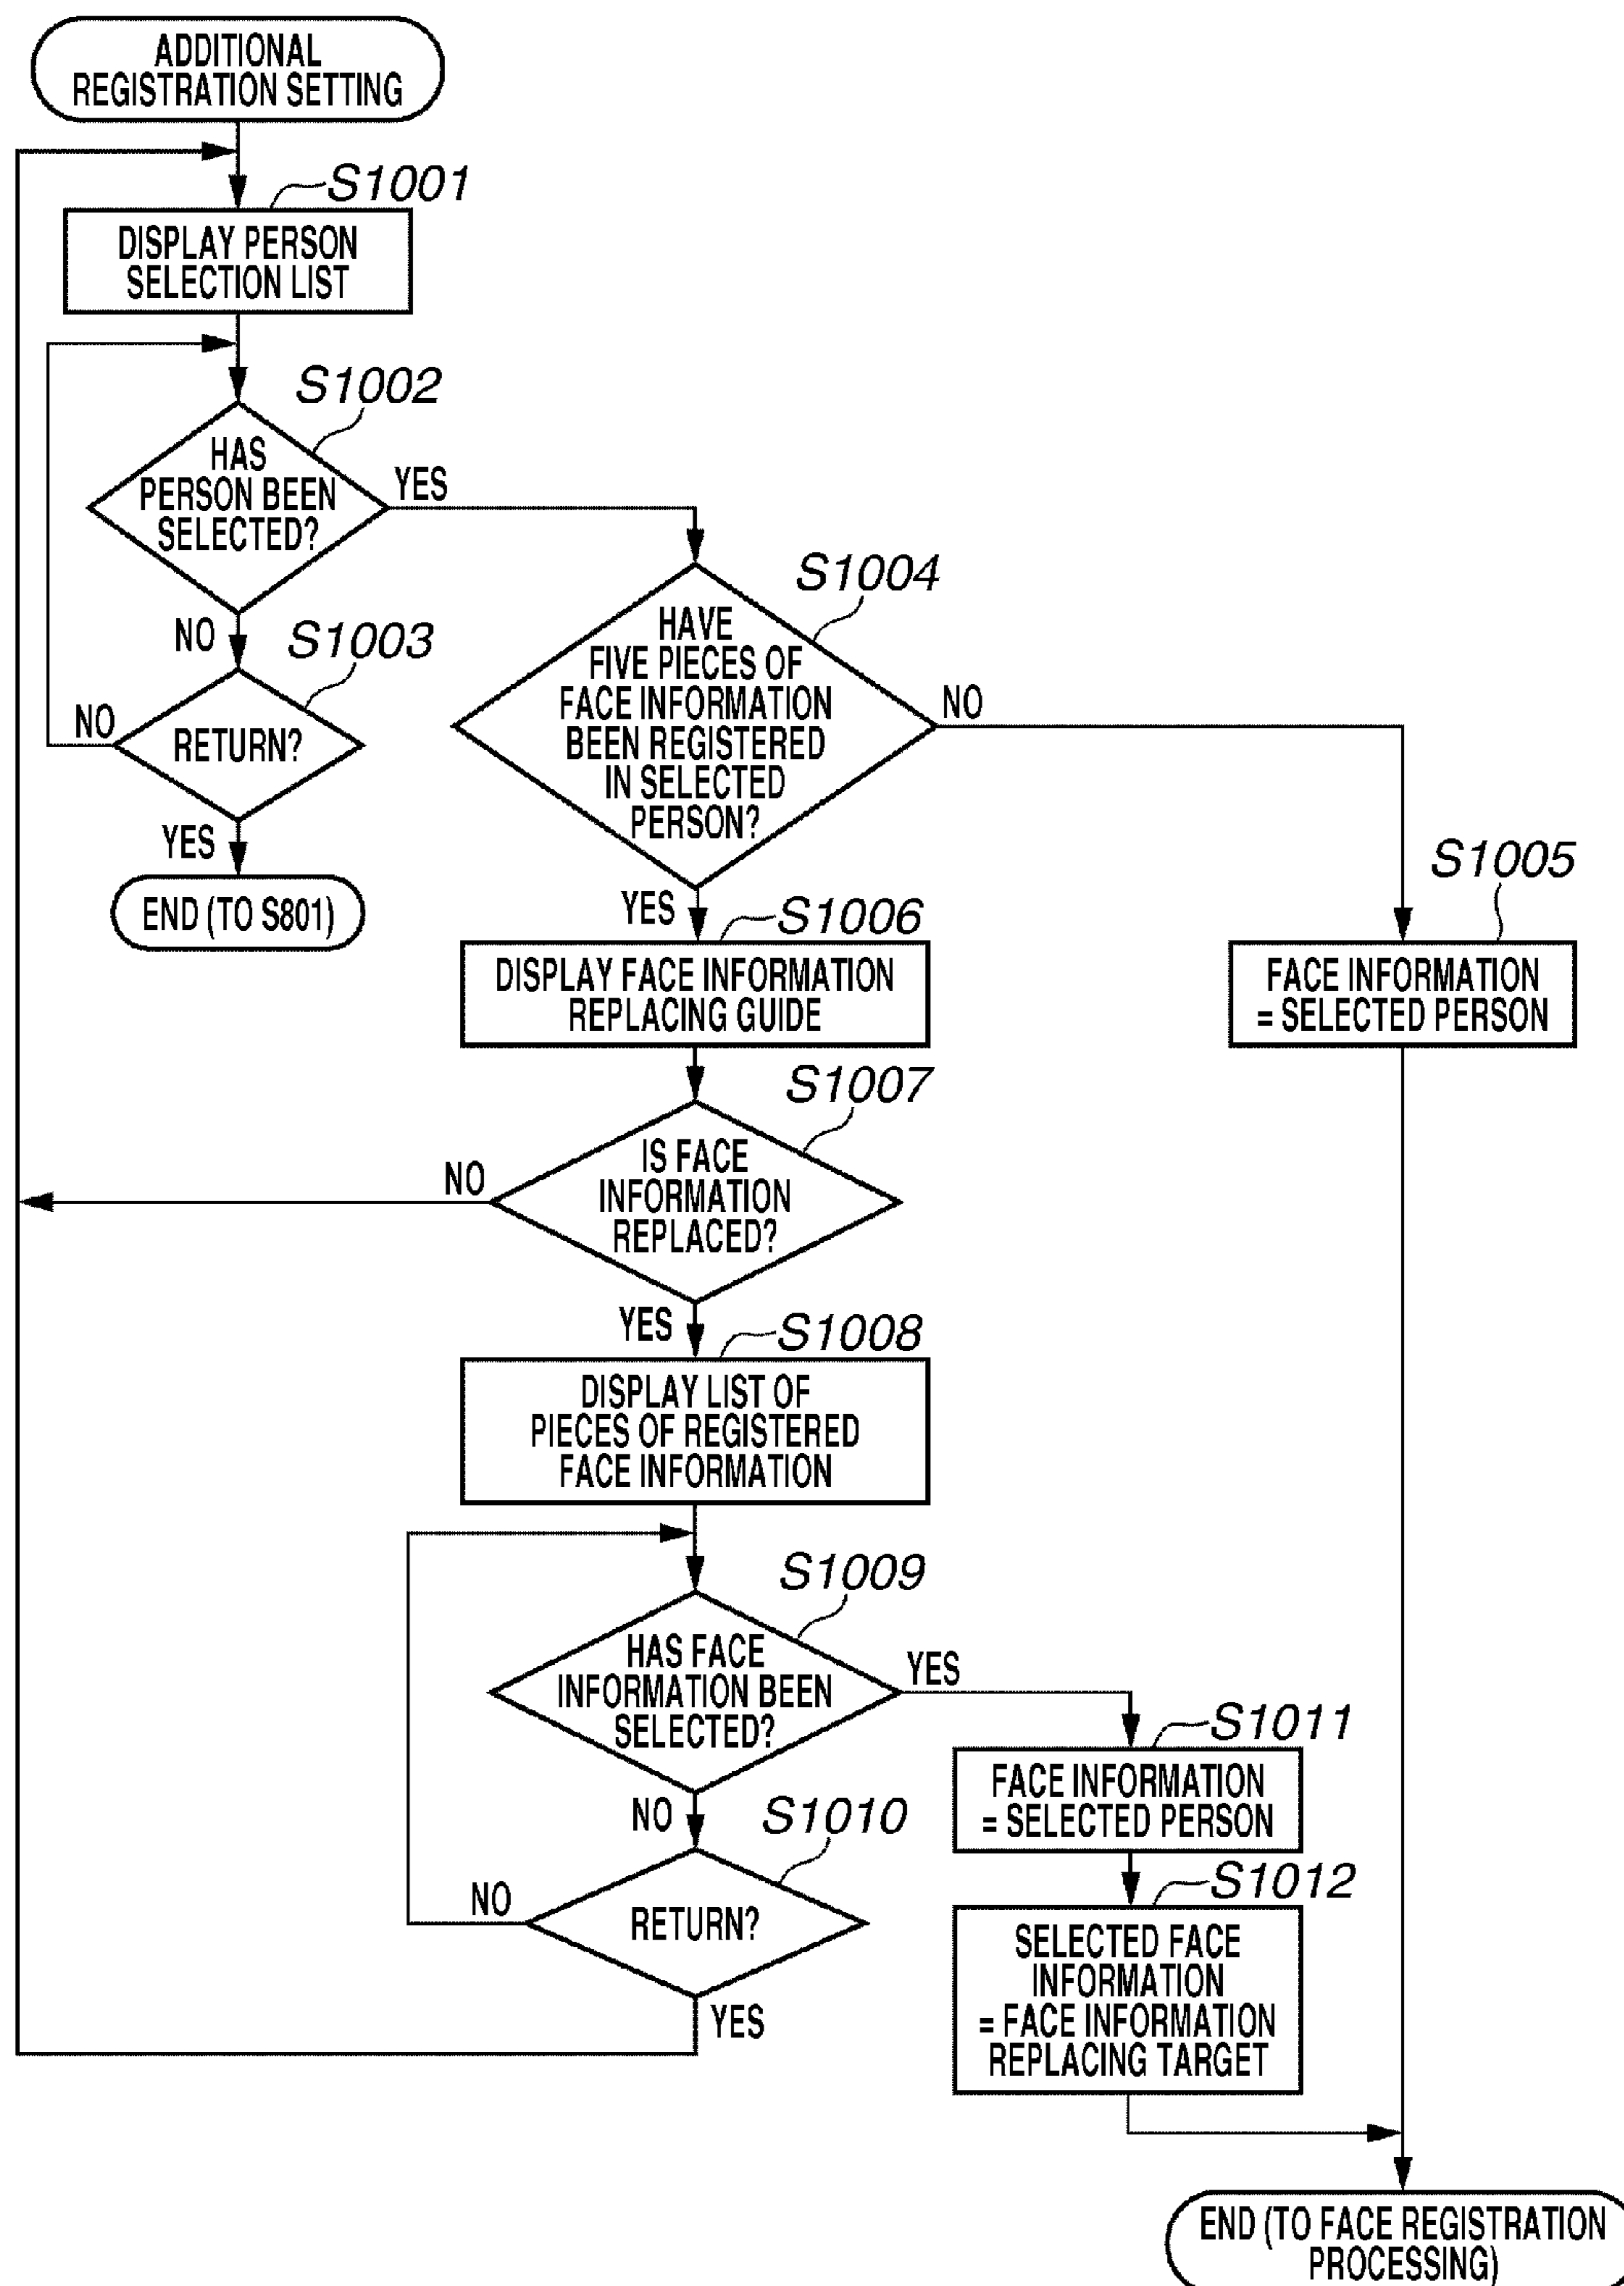 ADDITIONAL
REGISTRATION SETTING
S1001
DISPLAY PERSON
SELECTION LIST
S1002
HAS
PERSON BEEN
SELECTED?
YES
NO
S1003
RETURN?
NO
YES
END (TO S801)
S1004
HAVE
FIVE PIECES OF
FACE INFORMATION
BEEN REGISTERED
IN SELECTED
PERSON?
NO
YES
S1005
FACE INFORMATION
= SELECTED PERSON
S1006
DISPLAY FACE INFORMATION
REPLACING GUIDE
S1007
IS FACE
INFORMATION
REPLACED?
NO
YES
S1008
DISPLAY LIST OF
PIECES OF REGISTERED
FACE INFORMATION
S1009
HAS FACE
INFORMATION BEEN
SELECTED?
YES
NO
S1010
RETURN?
NO
YES
S1011
FACE INFORMATION
= SELECTED PERSON
S1012
SELECTED FACE
INFORMATION
= FACE INFORMATION
REPLACING TARGET
END (TO FACE REGISTRATION
PROCESSING)